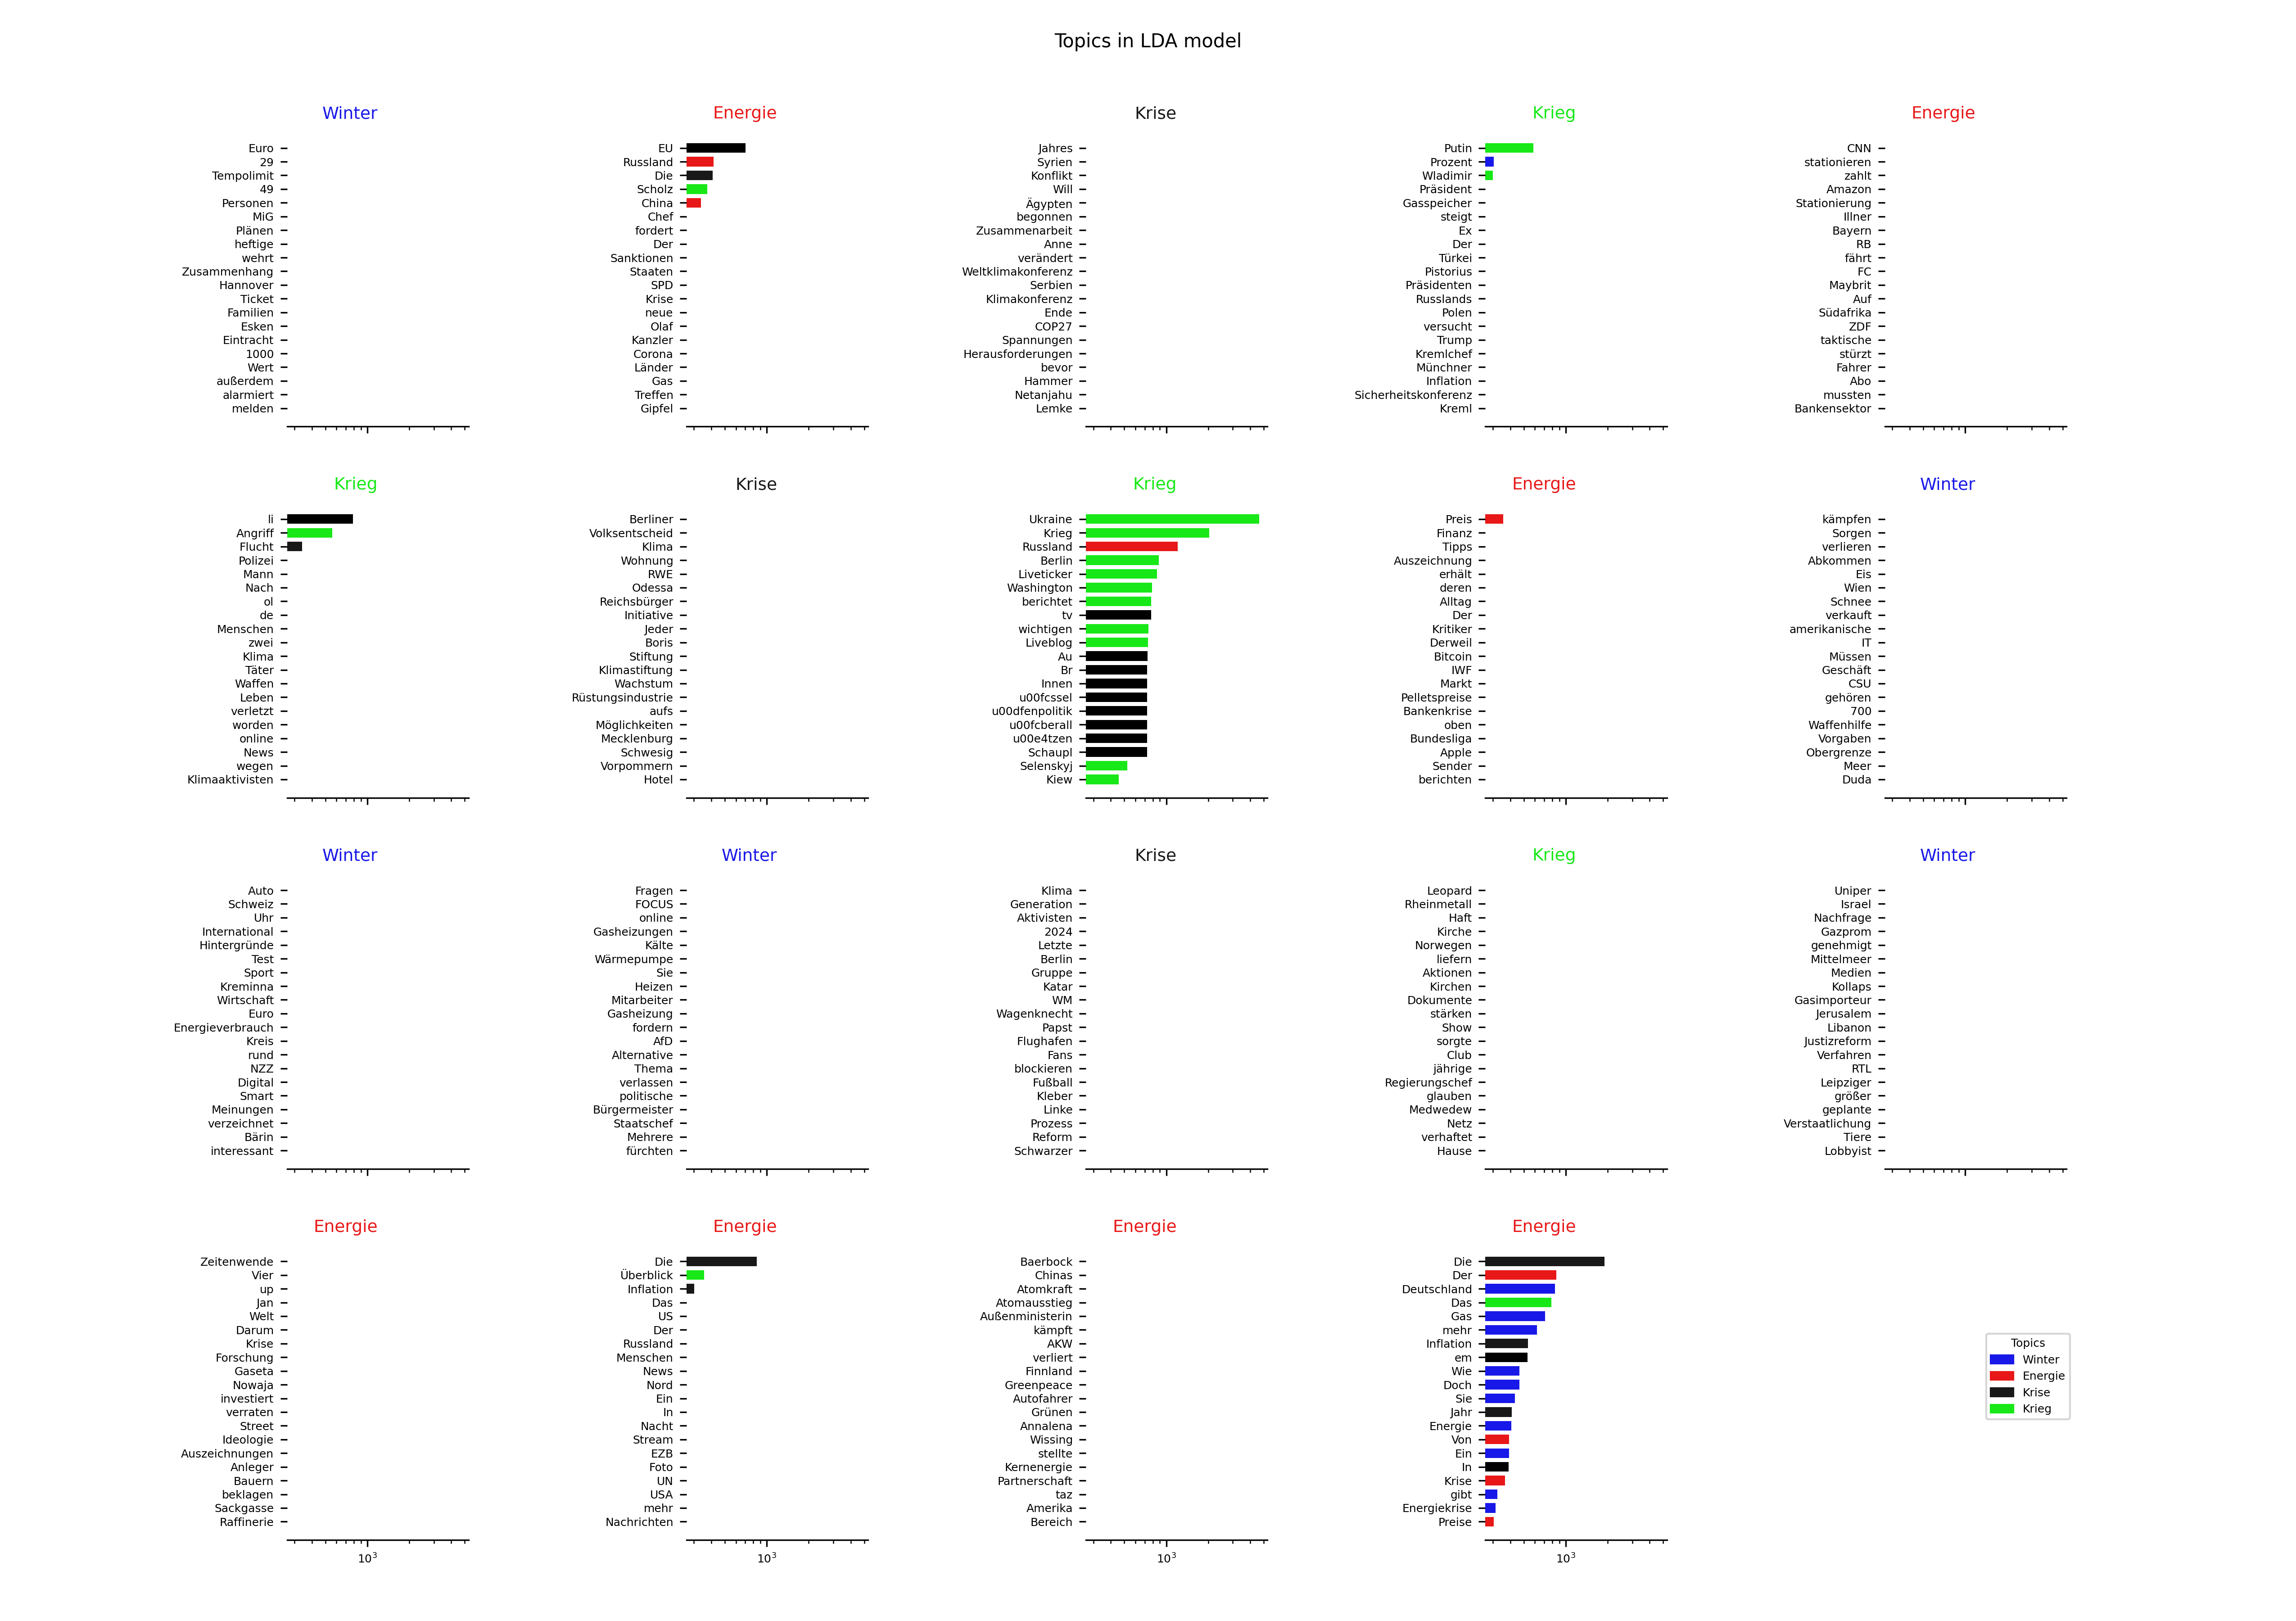 Topics in LDA model
Winter
Euro
29
Tempolimit
49
Personen
MiG
Plänen
heftige
wehrt
Zusammenhang
Hannover
Ticket
Familien
Esken
Eintracht
1000
Wert
außerdem
alarmiert
melden
Energie
EU
Russland
Die
Scholz
China
Chef
fordert
Der
Sanktionen
Staaten
SPD
Krise
neue
Olaf
Kanzler
Corona
Länder
Gas
Treffen
Gipfel
Krise
Jahres
Syrien
Konflikt
Will
Ägypten
begonnen
Zusammenarbeit
Anne
verändert
Weltklimakonferenz
Serbien
Klimakonferenz
Ende
COP27
Spannungen
Herausforderungen
bevor
Hammer
Netanjahu
Lemke
Krieg
Putin
Prozent
Wladimir
Präsident
Gasspeicher
steigt
Ex
Der
Türkei
Pistorius
Präsidenten
Russlands
Polen
versucht
Trump
Kremlchef
Münchner
Inflation
Sicherheitskonferenz
Kreml
Energie
CNN
stationieren
zahlt
Amazon
Stationierung
Illner
Bayern
RB
fährt
FC
Maybrit
Auf
Südafrika
ZDF
taktische
stürzt
Fahrer
Abo
mussten
Bankensektor
Krieg
li
Angriff
Flucht
Polizei
Mann
Nach
ol
de
Menschen
zwei
Klima
Täter
Waffen
Leben
verletzt
worden
online
News
wegen
Klimaaktivisten
Krise
Berliner
Volksentscheid
Klima
Wohnung
RWE
Odessa
Reichsbürger
Initiative
Jeder
Boris
Stiftung
Klimastiftung
Wachstum
Rüstungsindustrie
aufs
Möglichkeiten
Mecklenburg
Schwesig
Vorpommern
Hotel
Krieg
Ukraine
Krieg
Russland
Berlin
Liveticker
Washington
berichtet
tv
wichtigen
Liveblog
Au
Br
Innen
u00fcssel
u00dfenpolitik
u00fcberall
u00e4tzen
Schaupl
Selenskyj
Kiew
Energie
Preis
Finanz
Tipps
Auszeichnung
erhält
deren
Alltag
Der
Kritiker
Derweil
Bitcoin
IWF
Markt
Pelletspreise
Bankenkrise
oben
Bundesliga
Apple
Sender
berichten
Winter
kämpfen
Sorgen
verlieren
Abkommen
Eis
Wien
Schnee
verkauft
amerikanische
IT
Müssen
Geschäft
CSU
gehören
700
Waffenhilfe
Vorgaben
Obergrenze
Meer
Duda
Winter
Auto
Schweiz
Uhr
International
Hintergründe
Test
Sport
Kreminna
Wirtschaft
Euro
Energieverbrauch
Kreis
rund
NZZ
Digital
Smart
Meinungen
verzeichnet
Bärin
interessant
Winter
Fragen
FOCUS
online
Gasheizungen
Kälte
Wärmepumpe
Sie
Heizen
Mitarbeiter
Gasheizung
fordern
AfD
Alternative
Thema
verlassen
politische
Bürgermeister
Staatschef
Mehrere
fürchten
Krise
Klima
Generation
Aktivisten
2024
Letzte
Berlin
Gruppe
Katar
WM
Wagenknecht
Papst
Flughafen
Fans
blockieren
Fußball
Kleber
Linke
Prozess
Reform
Schwarzer
Krieg
Leopard
Rheinmetall
Haft
Kirche
Norwegen
liefern
Aktionen
Kirchen
Dokumente
stärken
Show
sorgte
Club
jährige
Regierungschef
glauben
Medwedew
Netz
verhaftet
Hause
Winter
Uniper
Israel
Nachfrage
Gazprom
genehmigt
Mittelmeer
Medien
Kollaps
Gasimporteur
Jerusalem
Libanon
Justizreform
Verfahren
RTL
Leipziger
größer
geplante
Verstaatlichung
Tiere
Lobbyist
Energie
Zeitenwende
Vier
up
Jan
Welt
Darum
Krise
Forschung
Gaseta
Nowaja
investiert
verraten
Street
Ideologie
Auszeichnungen
Anleger
Bauern
beklagen
Sackgasse
Raffinerie
10³
Energie
Die
Überblick
Inflation
Das
US
Der
Russland
Menschen
News
Nord
Ein
In
Nacht
Stream
EZB
Foto
UN
USA
mehr
Nachrichten
10³
Energie
Baerbock
Chinas
Atomkraft
Atomausstieg
Außenministerin
kämpft
AKW
verliert
Finnland
Greenpeace
Autofahrer
Grünen
Annalena
Wissing
stellte
Kernenergie
Partnerschaft
taz
Amerika
Bereich
10³
Energie
Die
Der
Deutschland
Das
Gas
mehr
Inflation
em
Wie
Doch
Sie
Jahr
Energie
Von
Ein
In
Krise
gibt
Energiekrise
Preise
10³
Topics
Winter
Energie
Krise
Krieg